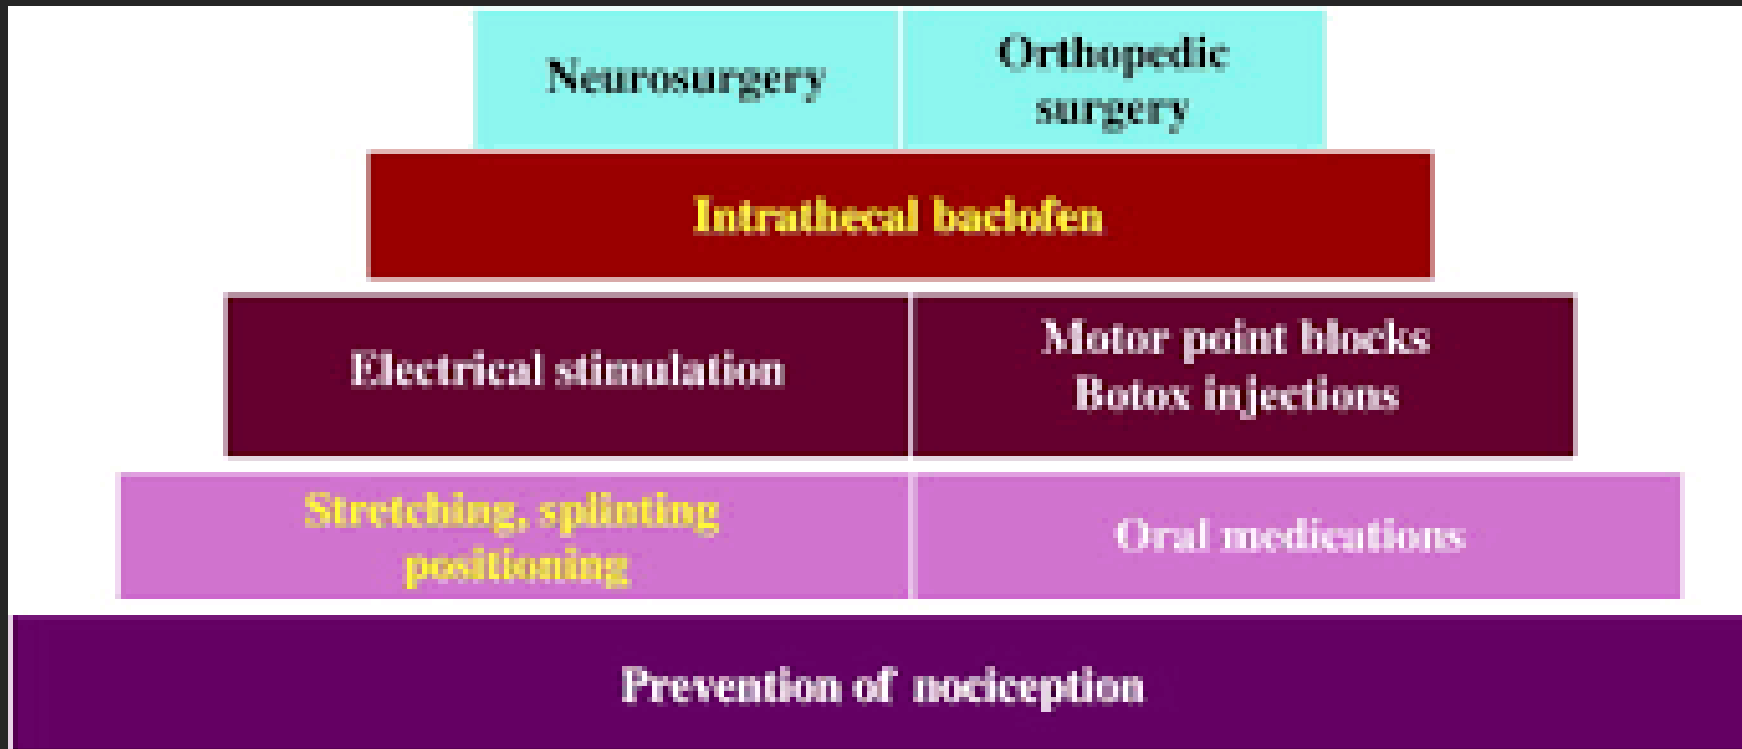 Neurosurgery
Orthopedic
surgery
Intrathecal baclofen
Electrical stimulation
Motor point blocks
Botox injections
Stretching, splinting
positioning
Oral medications
Prevention of nociception